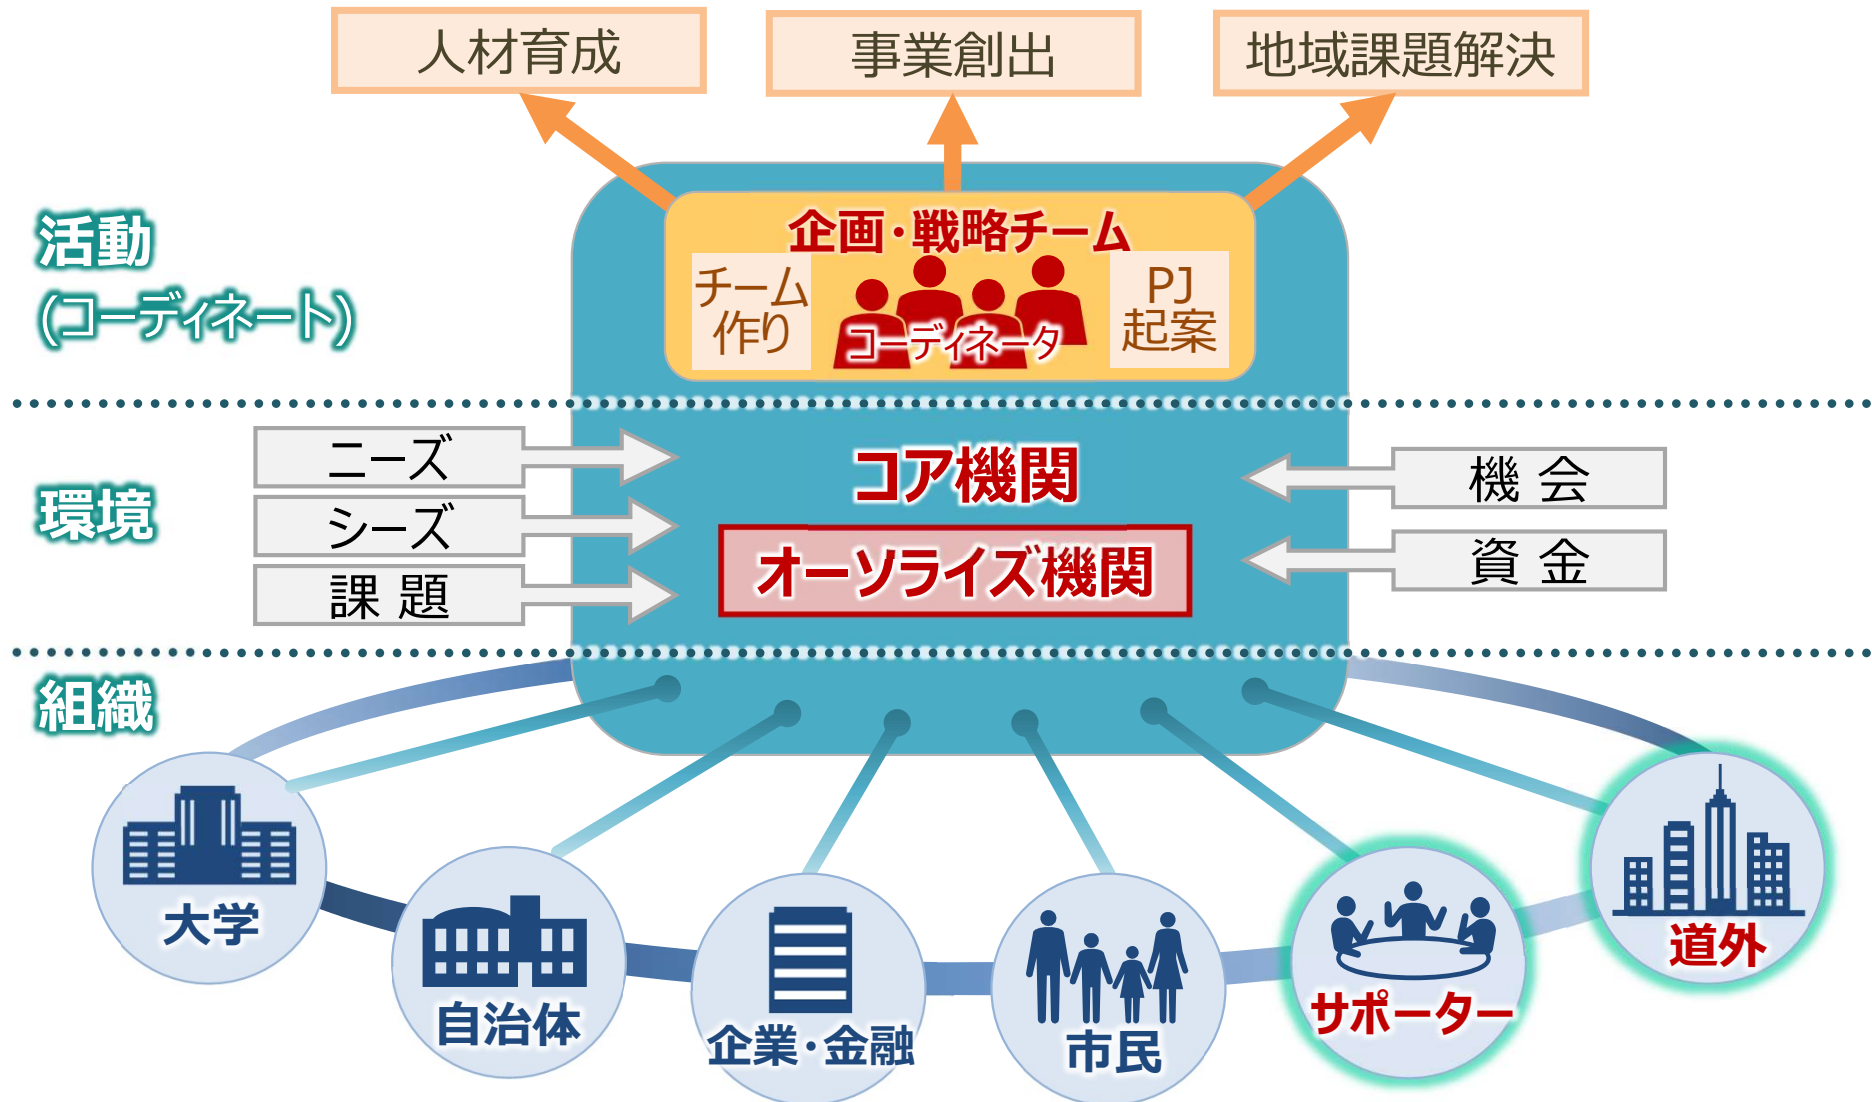 人材育成
事業創出
地域課題解決
活動
(コーディネート)
企画・戦略チーム
チーム
作り
コーディネータ
PJ
起案
環境
ニーズ
シーズ
課 題
コア機関
オーソライズ機関
機 会
資 金
組織
大学
自治体
企業・金融
市民
サポーター
道外